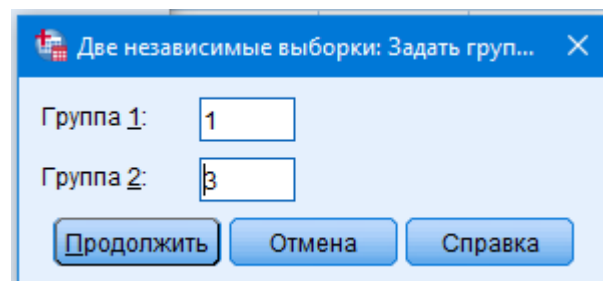 Две независимые выборки: Задать груп...
Группа 1: 1
Группа 2: 3
Продолжить Отмена Справка